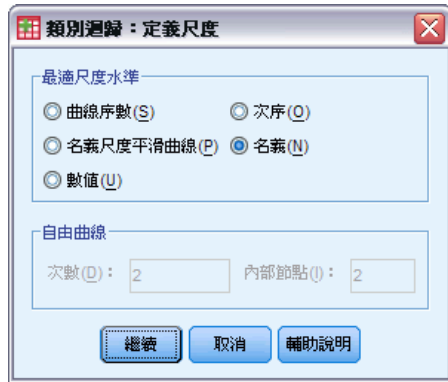 類別迴歸：定義尺度
最適尺度水準
曲線序數(S) 次序(O)
名義尺度平滑曲線(P) 名義(N)
數值(U)
自由曲線
次數(D)： 2 內部節點(I)： 2
繼續 取消 輔助說明